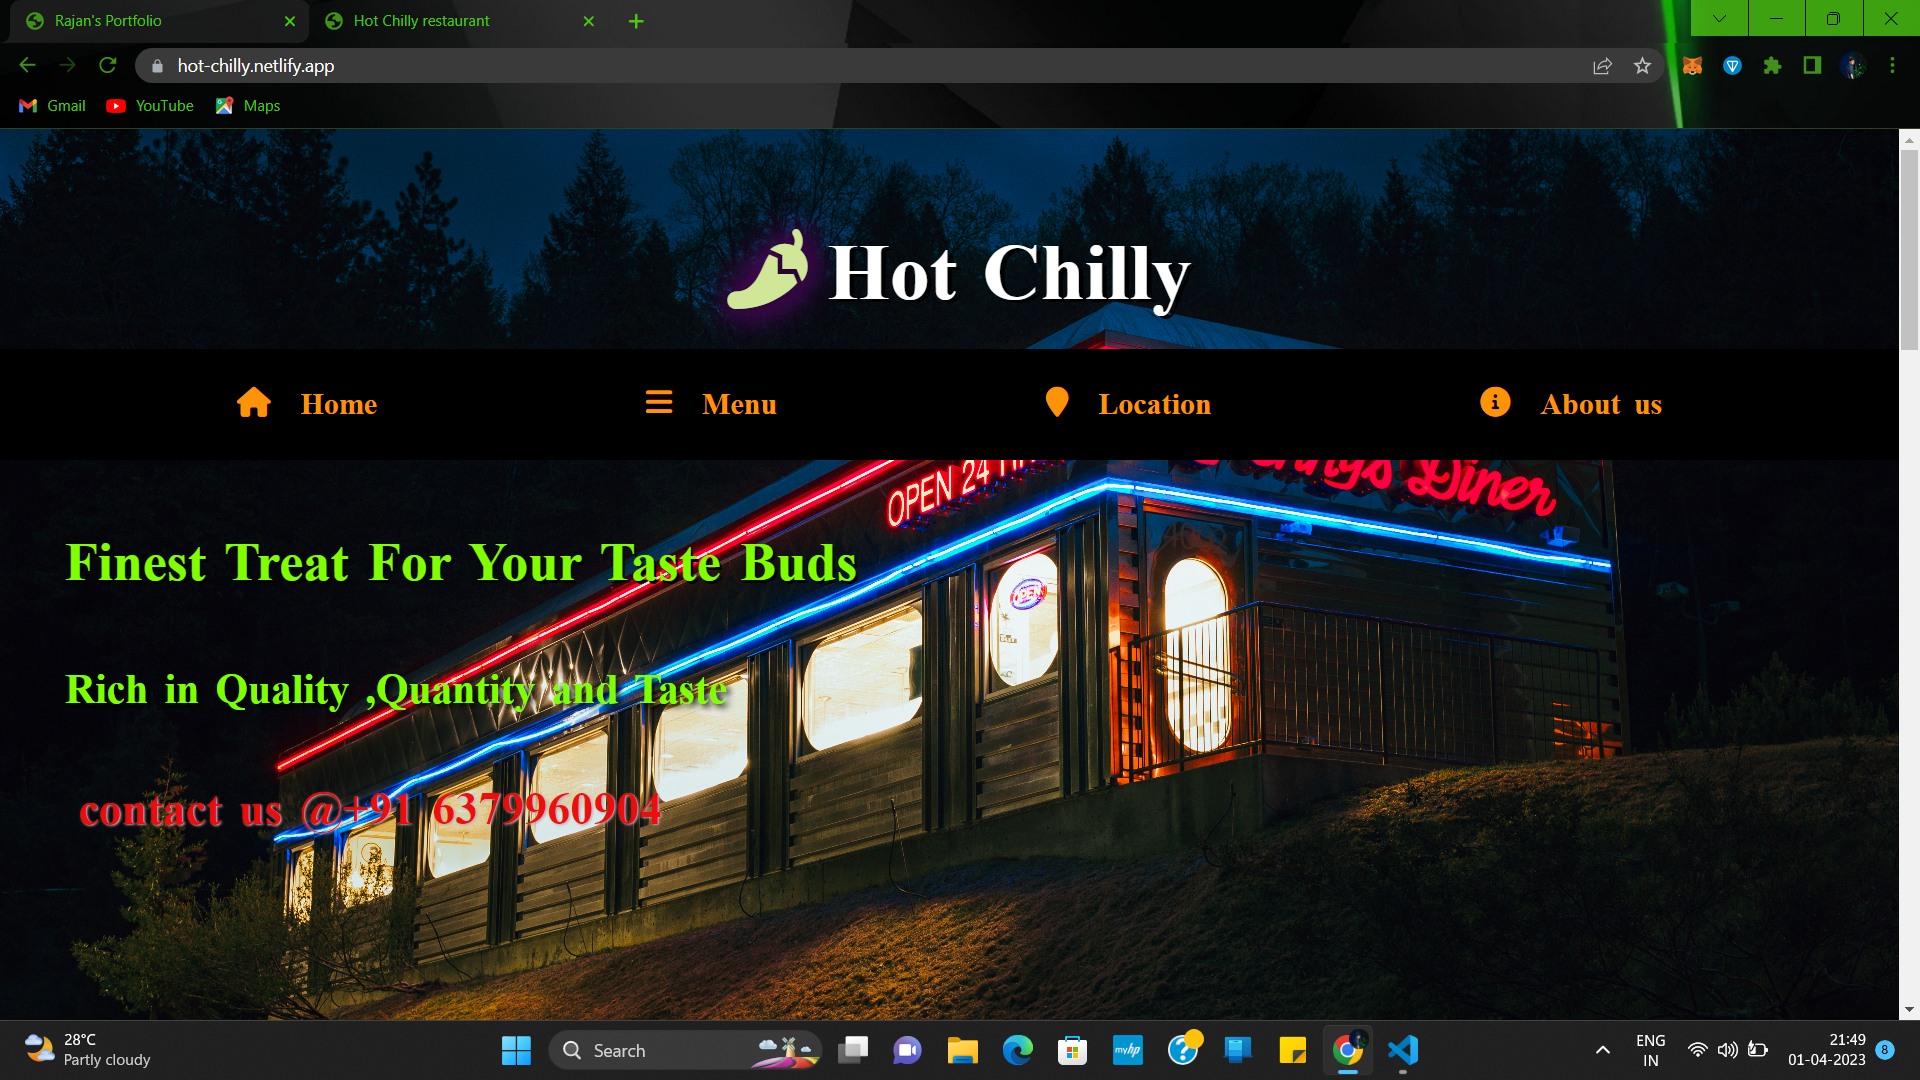 Rajan's Portfolio
Hot Chilly restaurant
hot-chilly.netlify.app
Gmail
YouTube
Maps
Hot Chilly
Home
Menu
Location
About us
OPEN 24
Diner
Finest Treat For Your Taste Buds
OPEN
Rich in Quality ,Quantity and Taste
contact us @+91 6379960904
28°C
Partly cloudy
Search
myhp
ENG
IN
21:49
01-04-2023
8